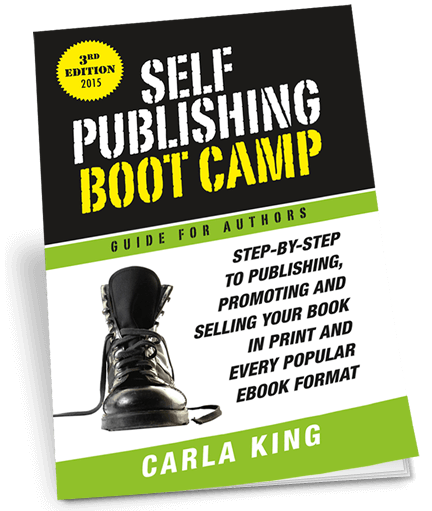 3RD
EDITION
2015
SELF
PUBLISHING
BOOT CAMP
GUIDE FOR AUTHORS
STEP-BY-STEP
TO PUBLISHING,
PROMOTING AND
SELLING YOUR BOOK
IN PRINT AND
EVERY POPULAR
EBOOK FORMAT
CARLA KING